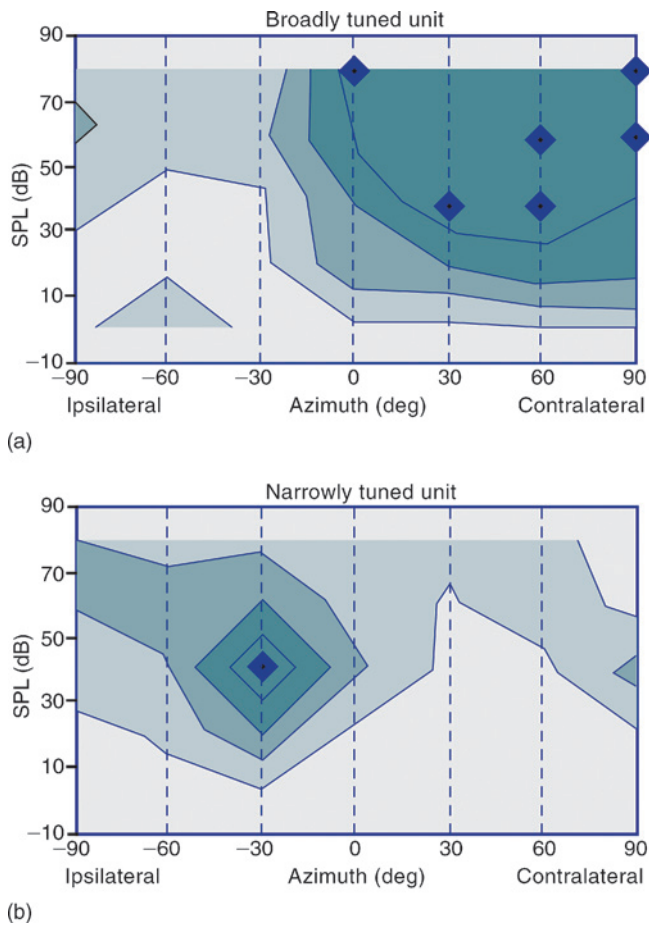 Broadly tuned unit
90
70
50
30
10
−10
SPL (dB)
−90 −60 −30 0 30 60 90
Ipsilateral Azimuth (deg) Contralateral
(a)
Narrowly tuned unit
90
70
50
30
10
−10
SPL (dB)
−90 −60 −30 0 30 60 90
Ipsilateral Azimuth (deg) Contralateral
(b)